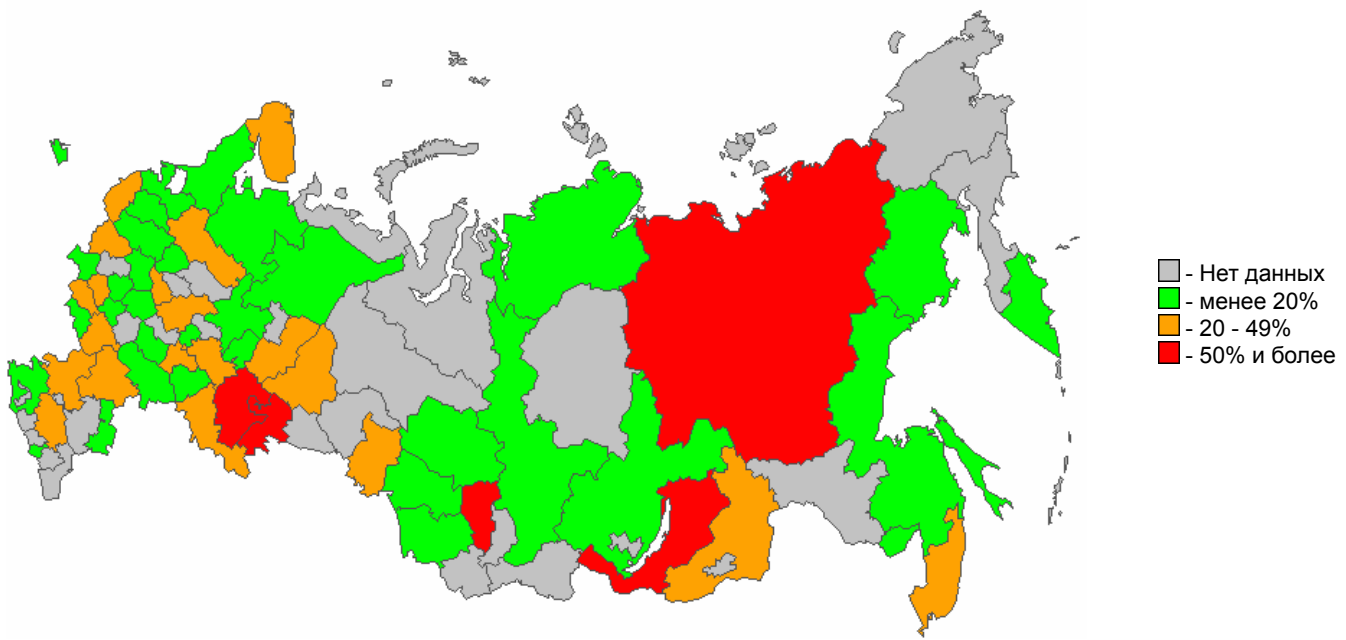 - Нет данных
- менее 20%
- 20 - 49%
- 50% и более